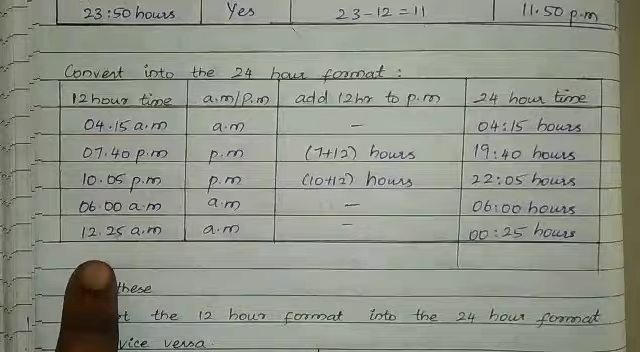 23:50 hours Yes 23-12=11 11.50 p.m
Convert into the 24 hour format :
12hour time a.m/p.m add 12hr to p.m 24 hour time
04.15 a.m a.m — 04:15 hours
07.40 p.m p.m (7+12) hours 19:40 hours
10.05 p.m p.m (10+12) hours 22:05 hours
06.00 a.m a.m — 06:00 hours
12.25 a.m a.m — 00:25 hours
these
the 12 hour format into the 24 hour format
vice versa.